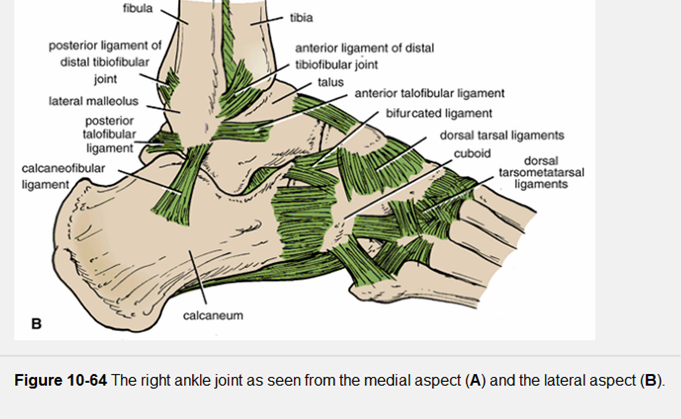 fibula
tibia
posterior ligament of
distal tibiofibular
joint
anterior ligament of distal
tibiofibular joint
talus
lateral malleolus
anterior talofibular ligament
posterior
talofibular
ligament
bifurcated ligament
dorsal tarsal ligaments
cuboid
calcaneofibular
ligament
dorsal
tarsometatarsal
ligaments
calcaneum
B
Figure 10-64 The right ankle joint as seen from the medial aspect (A) and the lateral aspect (B).